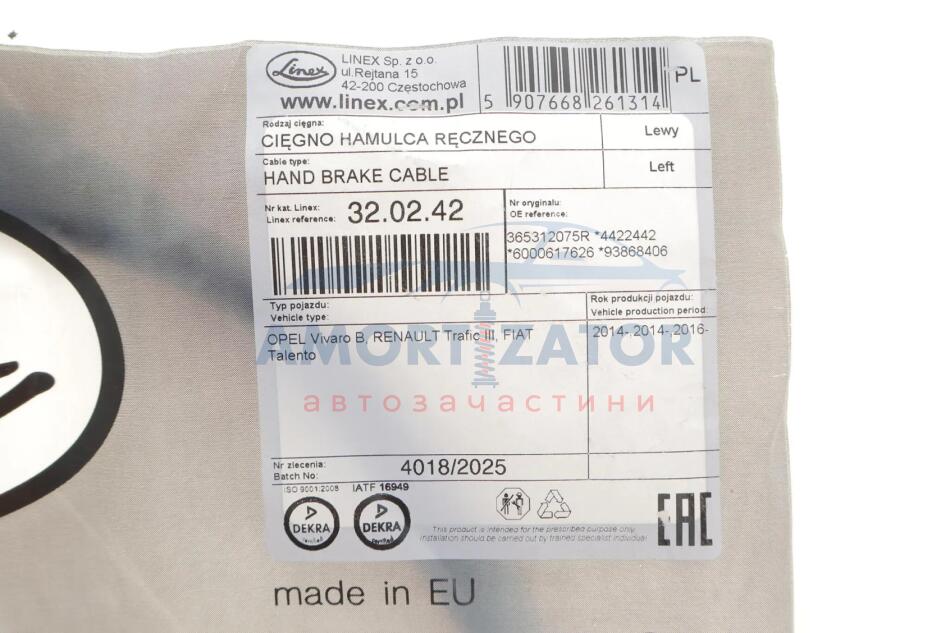 Linex
LINEX Sp. z o.o.
ul.Rejtana 15
42-200 Częstochowa
www.linex.com.pl
5 907668 261314
PL
Rodzaj cięgna:
CIĘGNO HAMULCA RĘCZNEGO
Lewy
Cable type:
HAND BRAKE CABLE
Left
Nr kat. Linex:
Linex reference:
32.02.42
Nr oryginału:
OE reference:
365312075R *4422442
*6000617626 *93868406
Typ pojazdu:
Vehicle type:
Rok produkcji pojazdu:
Vehicle production period:
OPEL Vivaro B, RENAULT Trafic III, FIAT
Talento
2014-,2014-,2016-
AMORTIZATOR
автозачастини
Nr zlecenia:
Batch No:
4018/2025
ISO 9001:2008
IATF 16949
DEKRA
DEKRA
This product is intended for the prescribed purpose only,
installation should be carried out by trained specialist individual
EAC
made in EU